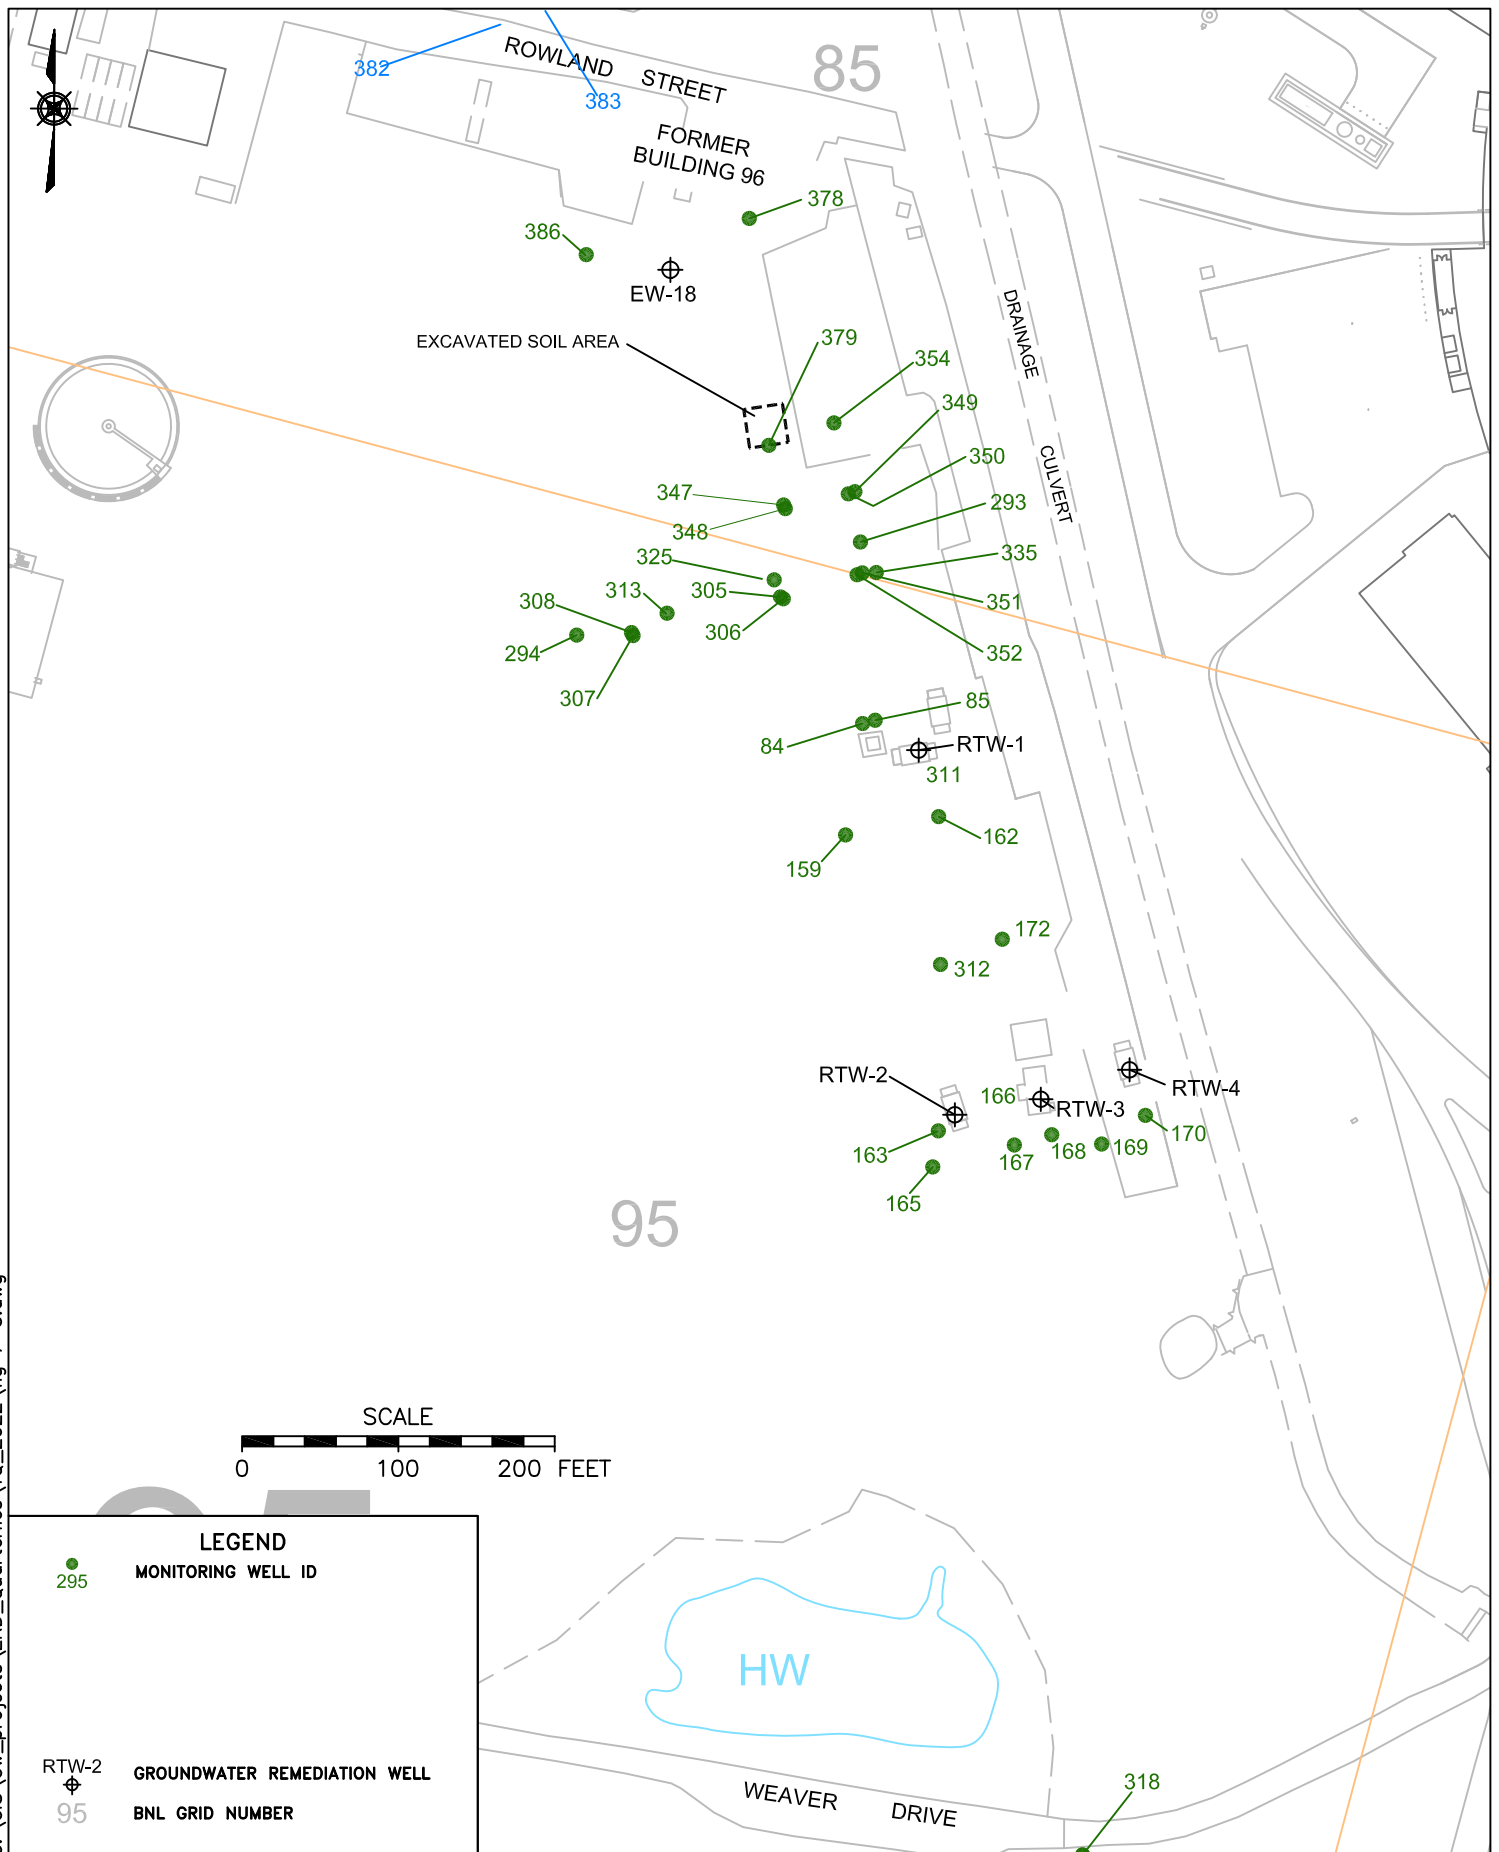 382
383
ROWLAND STREET
85
FORMER
BUILDING 96
378
386
EW-18
DRAINAGE
CULVERT
EXCAVATED SOIL AREA
379
354
349
350
347
348
293
325
335
305
351
308
313
306
352
294
307
85
84
RTW-1
311
162
159
172
312
RTW-2
RTW-4
166
RTW-3
163
167
168
169
170
165
95
SCALE
0 100 200 FEET
LEGEND
295
MONITORING WELL ID
RTW-2
GROUNDWATER REMEDIATION WELL
95
BNL GRID NUMBER
HW
318
WEAVER DRIVE